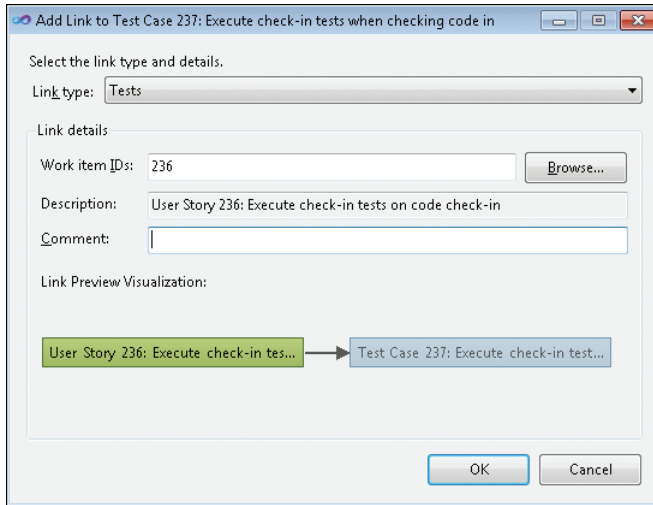 Add Link to Test Case 237: Execute check-in tests when checking code in
Select the link type and details.
Link type: Tests
Link details
Work item IDs: 236 Browse...
Description: User Story 236: Execute check-in tests on code check-in
Comment:
Link Preview Visualization:
User Story 236: Execute check-in tes... Test Case 237: Execute check-in test...
OK Cancel